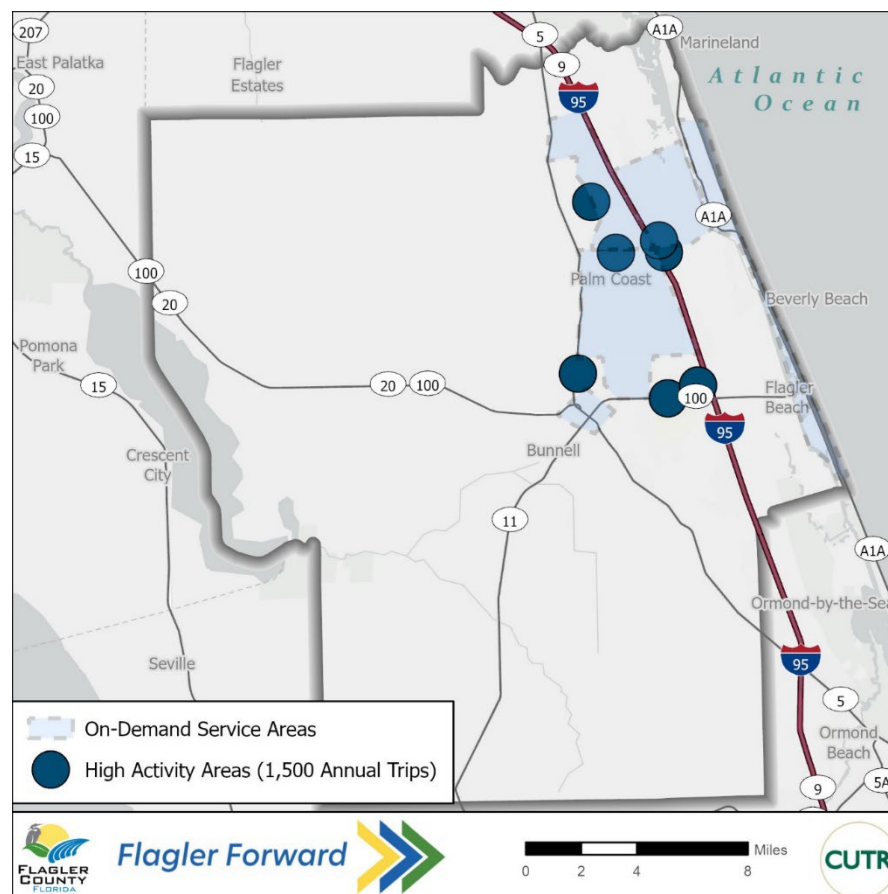 207
East Palatka
20
100
15
Flagler
Estates
5
9
95
A1A
Marineland
Atlantic
Ocean
A1A
Palm Coast
Beverly Beach
100
20
Pomona
Park
15
20
100
100
Flagler
Beach
95
Bunnell
Crescent
City
11
A1A
Ormond-by-the-Sea
95
Seville
5
Ormond
Beach
9
5A
On-Demand Service Areas
High Activity Areas (1,500 Annual Trips)
FLAGLER
COUNTY
FLORIDA
Flagler Forward
0 2 4 8
Miles
CUTR